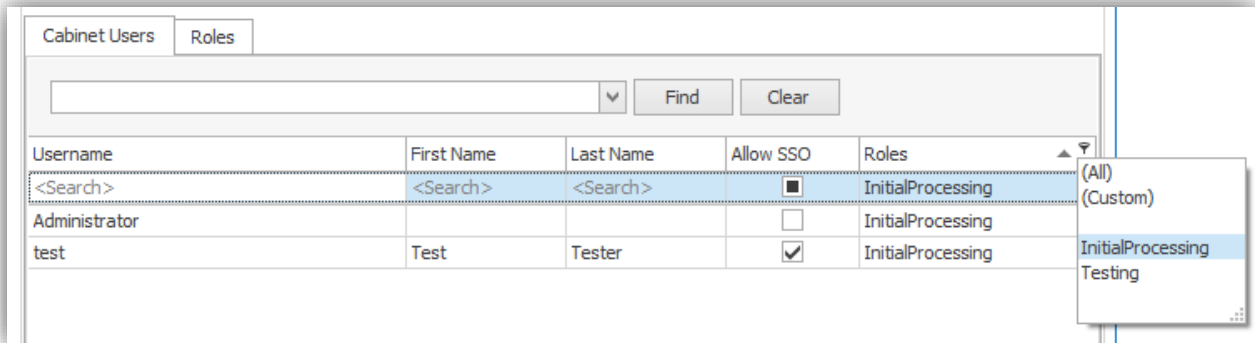 Cabinet Users Roles
Find Clear
Username First Name Last Name Allow SSO Roles
<Search> <Search> <Search> InitialProcessing
Administrator InitialProcessing
test Test Tester InitialProcessing
(All)
(Custom)
InitialProcessing
Testing